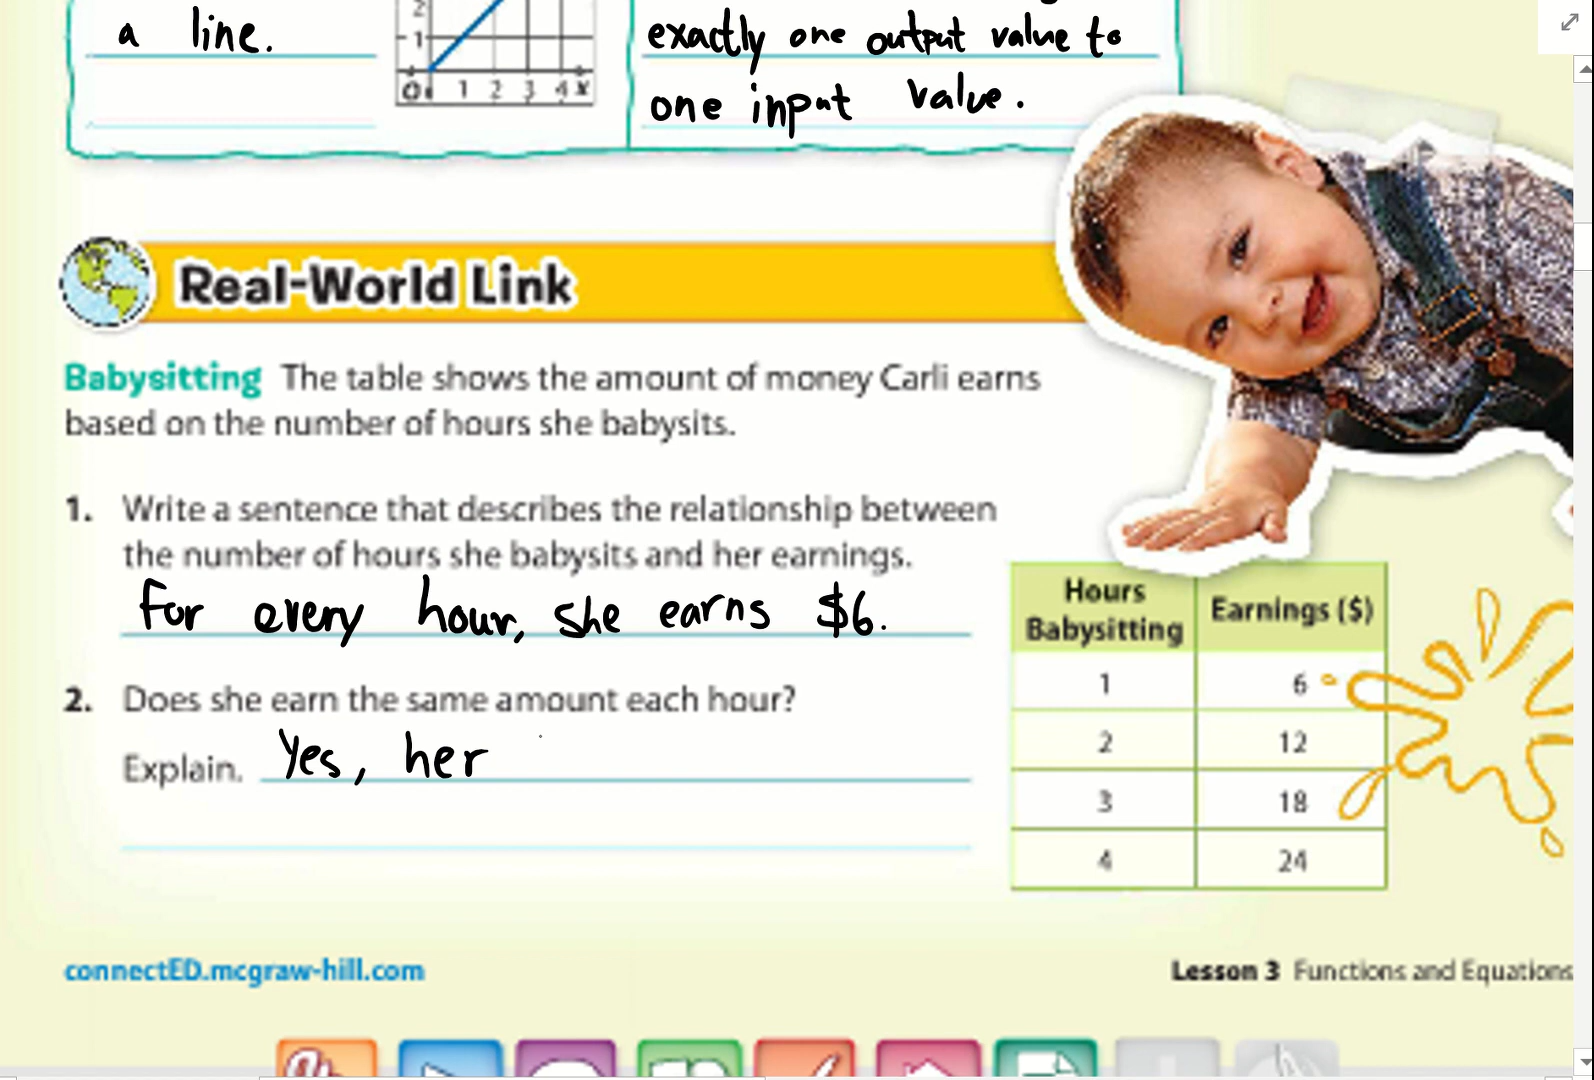 a line.
2
1
O 1 2 3 4 x
exactly one output value to
one input value.
Real-World Link
Babysitting The table shows the amount of money Carli earns
based on the number of hours she babysits.
1. Write a sentence that describes the relationship between
the number of hours she babysits and her earnings.
For every hour, she earns $6.
2. Does she earn the same amount each hour?
Explain. Yes, her
Hours Babysitting Earnings ($)
1 6
2 12
3 18
4 24
connectED.mcgraw-hill.com
Lesson 3 Functions and Equations